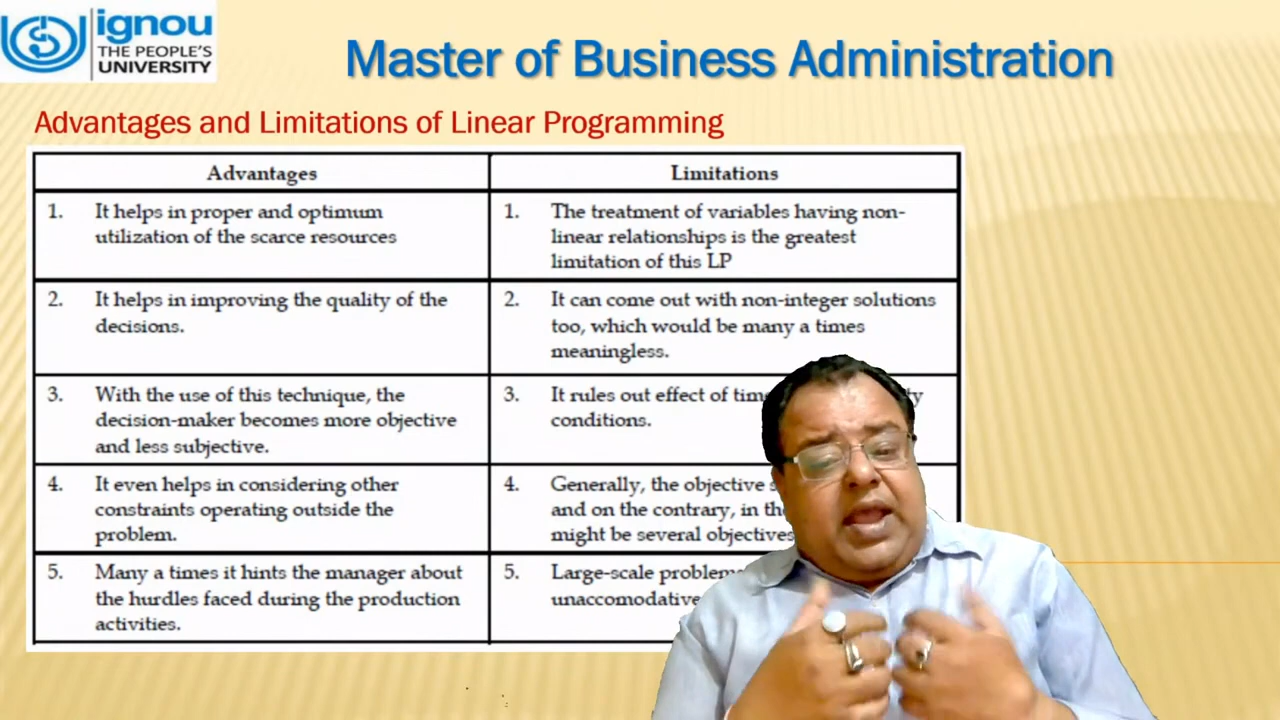 ignou
THE PEOPLE'S
UNIVERSITY
Master of Business Administration
Advantages and Limitations of Linear Programming
Advantages
Limitations
1. It helps in proper and optimum
utilization of the scarce resources
1. The treatment of variables having non-
linear relationships is the greatest
limitation of this LP
2. It helps in improving the quality of the
decisions.
2. It can come out with non-integer solutions
too, which would be many a times
meaningless.
3. With the use of this technique, the
decision-maker becomes more objective
and less subjective.
3. It rules out effect of
conditions.
4. It even helps in considering other
constraints operating outside the
problem.
4. Generally, the objective
and on the contrary, in
might be several objectives
5. Many a times it hints the manager about
the hurdles faced during the production
activities.
5. Large-scale
unaccomodative